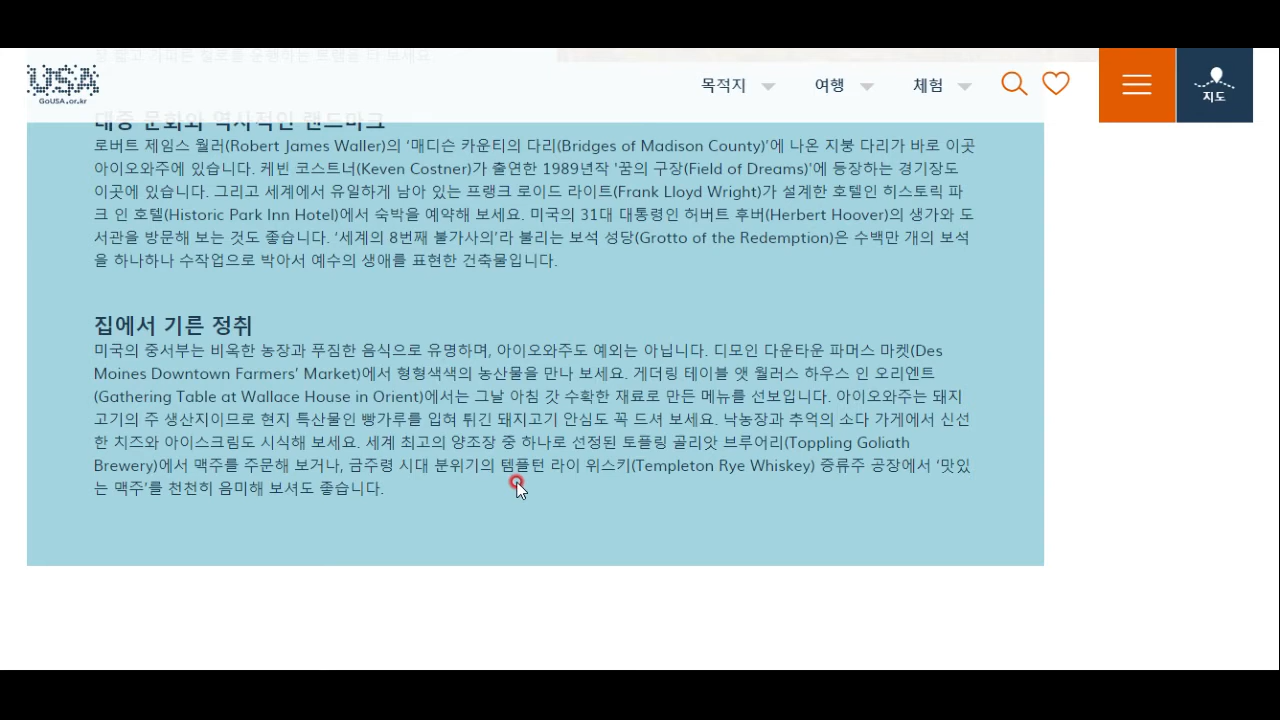 USA
GoUSA.or.kr
목적지
여행
체험
지도
대중 문화와 역사적인 랜드마크
로버트 제임스 월러(Robert James Waller)의 ‘매디슨 카운티의 다리(Bridges of Madison County)’에 나온 지붕 다리가 바로 이곳
아이오와주에 있습니다. 케빈 코스트너(Keven Costner)가 출연한 1989년작 ‘꿈의 구장(Field of Dreams)’에 등장하는 경기장도
이곳에 있습니다. 그리고 세계에서 유일하게 남아 있는 프랭크 로이드 라이트(Frank Lloyd Wright)가 설계한 호텔인 히스토릭 파
크 인 호텔(Historic Park Inn Hotel)에서 숙박을 예약해 보세요. 미국의 31대 대통령인 허버트 후버(Herbert Hoover)의 생가와 도
서관을 방문해 보는 것도 좋습니다. ‘세계의 8번째 불가사의’라 불리는 보석 성당(Grotto of the Redemption)은 수백만 개의 보석
을 하나하나 수작업으로 박아서 예수의 생애를 표현한 건축물입니다.
집에서 기른 정취
미국의 중서부는 비옥한 농장과 푸짐한 음식으로 유명하며, 아이오와주도 예외는 아닙니다. 디모인 다운타운 파머스 마켓(Des
Moines Downtown Farmers’ Market)에서 형형색색의 농산물을 만나 보세요. 게더링 테이블 앳 월러스 하우스 인 오리엔트
(Gathering Table at Wallace House in Orient)에서는 그날 아침 갓 수확한 재료로 만든 메뉴를 선보입니다. 아이오와주는 돼지
고기의 주 생산지이므로 현지 특산물인 빵가루를 입혀 튀긴 돼지고기 안심도 꼭 드셔 보세요. 낙농장과 추억의 소다 가게에서 신선
한 치즈와 아이스크림도 시식해 보세요. 세계 최고의 양조장 중 하나로 선정된 토플링 골리앗 브루어리(Toppling Goliath
Brewery)에서 맥주를 주문해 보거나, 금주령 시대 분위기의 템플턴 라이 위스키(Templeton Rye Whiskey) 증류주 공장에서 ‘맛있
는 맥주’를 천천히 음미해 보셔도 좋습니다.